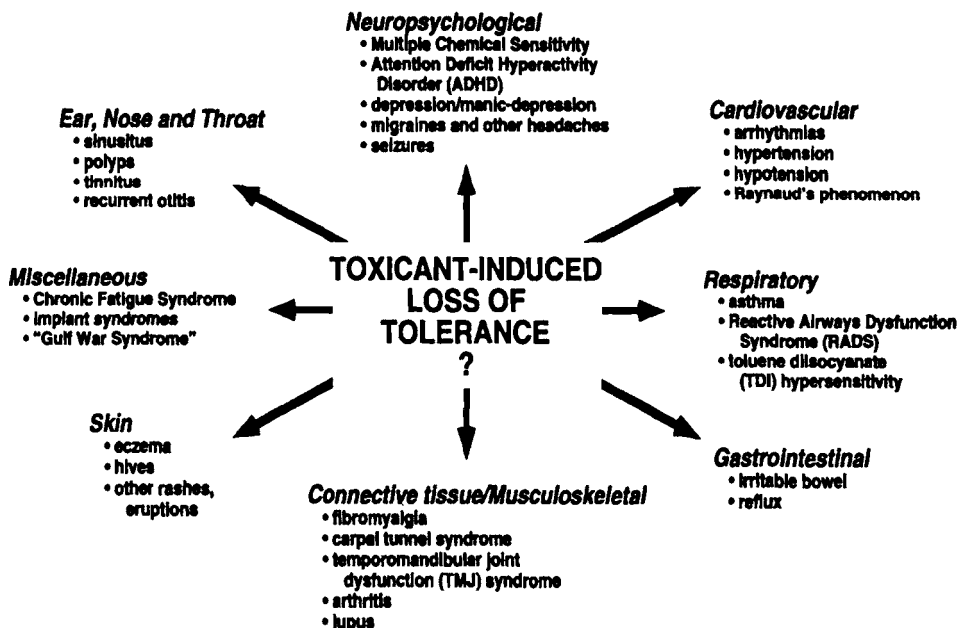 Neuropsychological
• Multiple Chemical Sensitivity
• Attention Deficit Hyperactivity
Disorder (ADHD)
• depression/manic-depression
• migraines and other headaches
• seizures
Ear, Nose and Throat
• sinusitus
• polyps
• tinnitus
• recurrent otitis
Cardiovascular
• arrhythmias
• hypertension
• hypotension
• Raynaud's phenomenon
TOXICANT-INDUCED
LOSS OF
TOLERANCE
?
Miscellaneous
• Chronic Fatigue Syndrome
• implant syndromes
• "Gulf War Syndrome"
Respiratory
• asthma
• Reactive Airways Dysfunction
Syndrome (RADS)
• toluene diisocyanate
(TDI) hypersensitivity
Skin
• eczema
• hives
• other rashes,
eruptions
Gastrointestinal
• irritable bowel
• reflux
Connective tissue/Musculoskeletal
• fibromyalgia
• carpal tunnel syndrome
• temporomandibular joint
dysfunction (TMJ) syndrome
• arthritis
• lupus